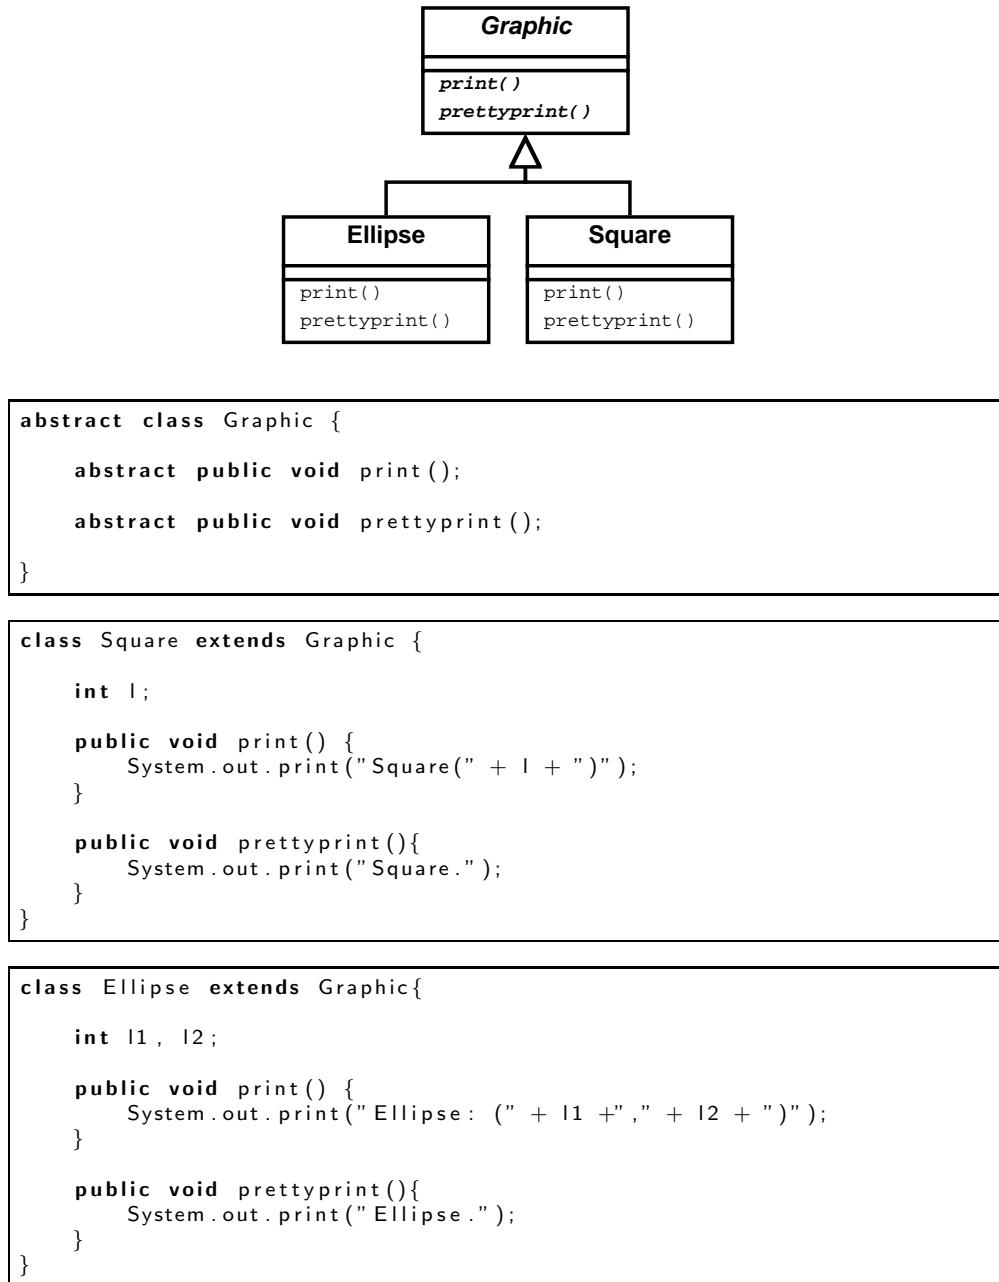 Graphic
print()
prettyprint()
Ellipse
print()
prettyprint()
Square
print()
prettyprint()
abstract class Graphic {
abstract public void print();
abstract public void prettyprint();
}
class Square extends Graphic {
int l;
public void print() {
System.out.print("Square(" + l + ")");
}
public void prettyprint(){
System.out.print("Square.");
}
}
class Ellipse extends Graphic{
int l1, l2;
public void print() {
System.out.print("Ellipse: (" + l1 +"," + l2 + ")");
}
public void prettyprint(){
System.out.print("Ellipse.");
}
}